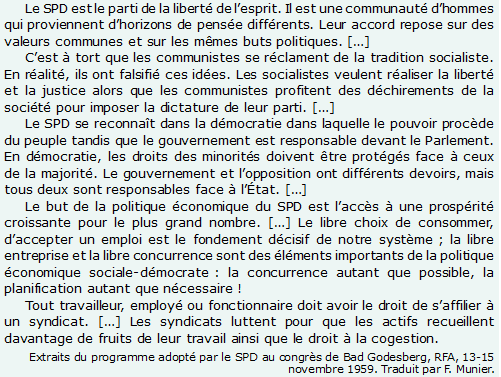 Le SPD est le parti de la liberté de l'esprit. Il est une communauté d'hommes
qui proviennent d'horizons de pensée différents. Leur accord repose sur des
valeurs communes et sur les mêmes buts politiques. [...]
C'est à tort que les communistes se réclament de la tradition socialiste.
En réalité, ils ont falsifié ces idées. Les socialistes veulent réaliser la liberté
et la justice alors que les communistes profitent des déchirements de la
société pour imposer la dictature de leur parti. [...]
Le SPD se reconnaît dans la démocratie dans laquelle le pouvoir procède
du peuple tandis que le gouvernement est responsable devant le Parlement.
En démocratie, les droits des minorités doivent être protégés face à ceux
de la majorité. Le gouvernement et l'opposition ont différents devoirs, mais
tous deux sont responsables face à l'État. [...]
Le but de la politique économique du SPD est l'accès à une prospérité
croissante pour le plus grand nombre. [...] Le libre choix de consommer,
d'accepter un emploi est le fondement décisif de notre système ; la libre
entreprise et la libre concurrence sont des éléments importants de la politique
économique sociale-démocrate : la concurrence autant que possible, la
planification autant que nécessaire !
Tout travailleur, employé ou fonctionnaire doit avoir le droit de s'affilier à
un syndicat. [...] Les syndicats luttent pour que les actifs recueillent
davantage de fruits de leur travail ainsi que le droit à la cogestion.
Extraits du programme adopté par le SPD au congrès de Bad Godesberg, RFA, 13-15
novembre 1959. Traduit par F. Munier.